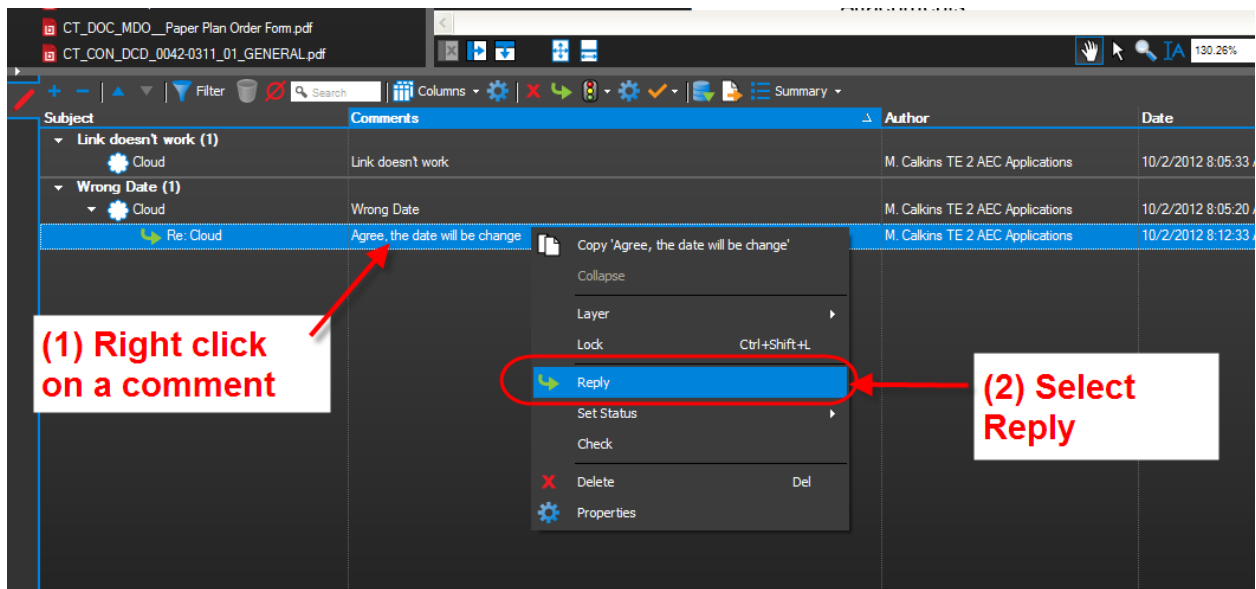 CT_DOC_MDO__Paper Plan Order Form.pdf
CT_CON_DCD_0042-0311_01_GENERAL.pdf
130.26%
Filter Search Columns Summary
Subject Comments Author Date
Link doesn't work (1)
Cloud Link doesn't work M. Calkins TE 2 AEC Applications 10/2/2012 8:05:33
Wrong Date (1)
Cloud Wrong Date M. Calkins TE 2 AEC Applications 10/2/2012 8:05:20
Re: Cloud Agree, the date will be change M. Calkins TE 2 AEC Applications 10/2/2012 8:12:33
Copy 'Agree, the date will be change'
Collapse
Layer
Lock Ctrl+Shift+L
Reply
Set Status
Check
Delete Del
Properties
(1) Right click
on a comment
(2) Select
Reply